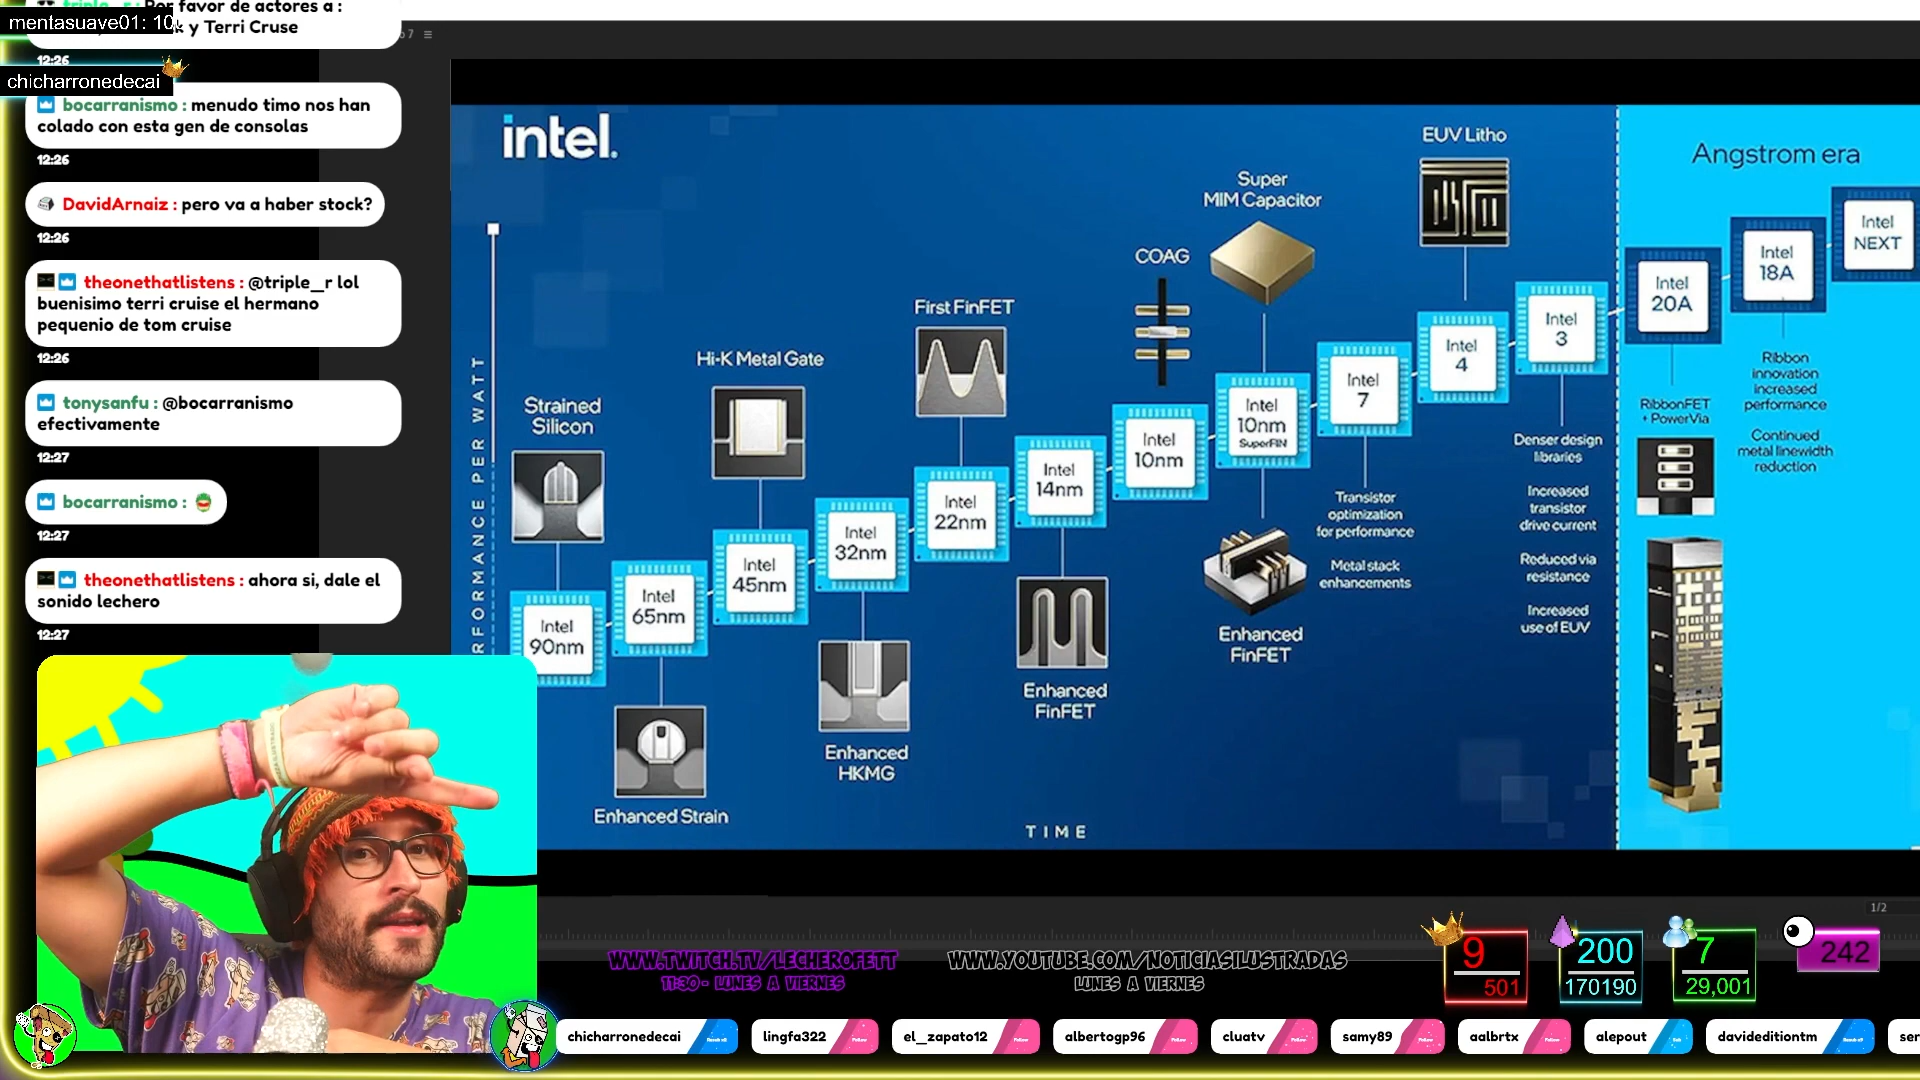 triple_r : Por favor de actores a :
mentasuave01: 10
k y Terri Cruse
12:26
chicharronedecai
bocarranismo : menudo timo nos han
colado con esta gen de consolas
12:26
DavidArnaiz : pero va a haber stock?
12:26
theonethatlistens : @triple_r lol
buenisimo terri cruise el hermano
pequenio de tom cruise
12:26
tonysanfu : @bocarranismo
efectivamente
12:27
bocarranismo :
12:27
theonethatlistens : ahora si, dale el
sonido lechero
12:27
intel.
RFORMANCE PER WATT
Strained
Silicon
Intel
90nm
Intel
65nm
Enhanced Strain
Hi-K Metal Gate
Intel
45nm
Intel
32nm
Enhanced
HKMG
First FinFET
Intel
22nm
Intel
14nm
Enhanced
FinFET
COAG
Intel
10nm
Super
MIM Capacitor
Intel
10nm
SuperFIN
Enhanced
FinFET
Intel
7
Transistor
optimization
for performance
Metal stack
enhancements
EUV Litho
Intel
4
Intel
3
Denser design
libraries
Increased
transistor
drive current
Reduced via
resistance
Increased
use of EUV
TIME
Angstrom era
Intel
20A
RibbonFET
+ PowerVia
Intel
18A
Ribbon
innovation
increased
performance
Continued
metal linewidth
reduction
Intel
NEXT
1/2
WWW.TWITCH.TV/LECHEROFETT
11:30 - LUNES A VIERNES
WWW.YOUTUBE.COM/NOTICIASILUSTRADAS
LUNES A VIERNES
9
501
200
170190
7
29,001
242
chicharronedecai
lingfa322
el_zapato12
albertogp96
cluatv
samy89
aalbrtx
alepout
davideditiontm
ser